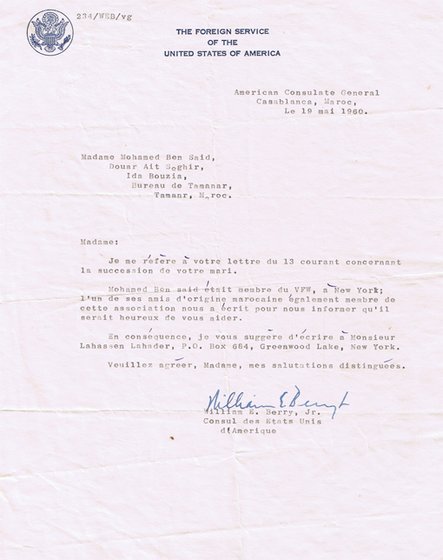 234/WEB/vg
THE FOREIGN SERVICE
OF THE
UNITED STATES OF AMERICA
American Consulate General
Casablanca, Maroc,
Le 19 mai 1960.
Madame Mohamed Ben Said,
Douar Ait Seghir,
Ida Bouzia,
Bureau de Tamanar,
Tamanr, Maroc.
Madame:
Je me réfère à votre lettre du 13 courant concernant
la succession de votre mari.
Mohamed Ben said était membre du VFW, à New York;
l'un de ses amis d'origine marocaine également membre de
cette association nous a écrit pour nous informer qu'il
serait heureux de vous aider.
En conséquence, je vous suggère d'écrire à Monsieur
Lahassen Lahader, P.O. Box 684, Greenwood Lake, New York.
Veuillez agréer, Madame, mes salutations distinguées.
William E. Berry Jr
William E. Berry, Jr.
Consul des Etats Unis
d'Amerique